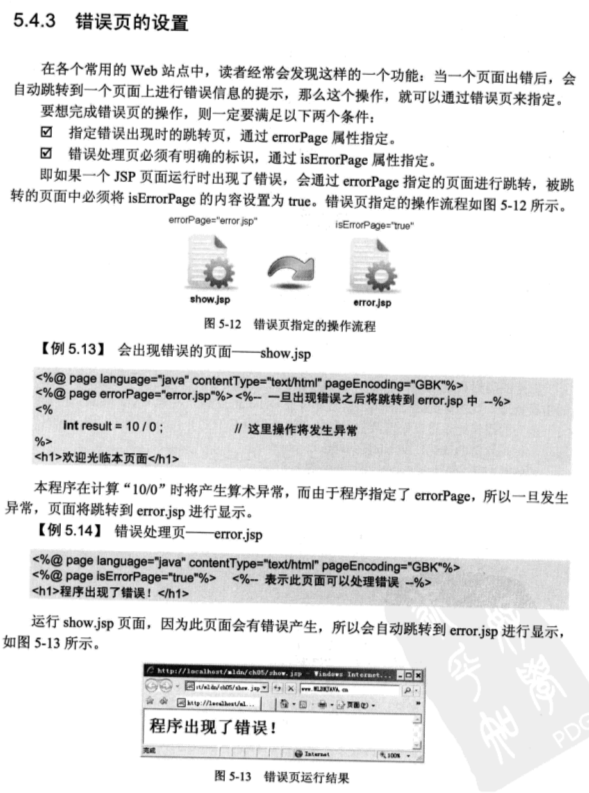 5.4.3 错误页的设置
在各个常用的 Web 站点中，读者经常会发现这样的一个功能：当一个页面出错后，会
自动跳转到一个页面上进行错误信息的提示，那么这个操作，就可以通过错误页来指定。
要想完成错误页的操作，则一定要满足以下两个条件：
☑ 指定错误出现时的跳转页，通过 errorPage 属性指定。
☑ 错误处理页必须有明确的标识，通过 isErrorPage 属性指定。
即如果一个 JSP 页面运行时出现了错误，会通过 errorPage 指定的页面进行跳转，被跳
转的页面中必须将 isErrorPage 的内容设置为 true。错误页指定的操作流程如图 5-12 所示。
errorPage="error.jsp"
isErrorPage="true"
show.jsp
error.jsp
图 5-12 错误页指定的操作流程
【例 5.13】 会出现错误的页面——show.jsp
<%@ page language="java" contentType="text/html" pageEncoding="GBK"%>
<%@ page errorPage="error.jsp"%> <%-- 一旦出现错误之后将跳转到 error.jsp 中 --%>
<%
int result = 10 / 0 ; // 这里操作将发生异常
%>
<h1>欢迎光临本页面</h1>
本程序在计算“10/0”时将产生算术异常，而由于程序指定了 errorPage，所以一旦发生
异常，页面将跳转到 error.jsp 进行显示。
【例 5.14】 错误处理页——error.jsp
<%@ page language="java" contentType="text/html" pageEncoding="GBK"%>
<%@ page isErrorPage="true"%> <%-- 表示此页面可以处理错误 --%>
<h1>程序出现了错误！</h1>
运行 show.jsp 页面，因为此页面会有错误产生，所以会自动跳转到 error.jsp 进行显示，
如图 5-13 所示。
http://localhost/mldn/ch05/show.jsp - Windows Internet...
st/mldn/ch05/show.jsp www.MLDNJAVA.cn
http://localhost/ml... 页面(P)
程序出现了错误！
完成 Internet 100%
图 5-13 错误页运行结果
PDG